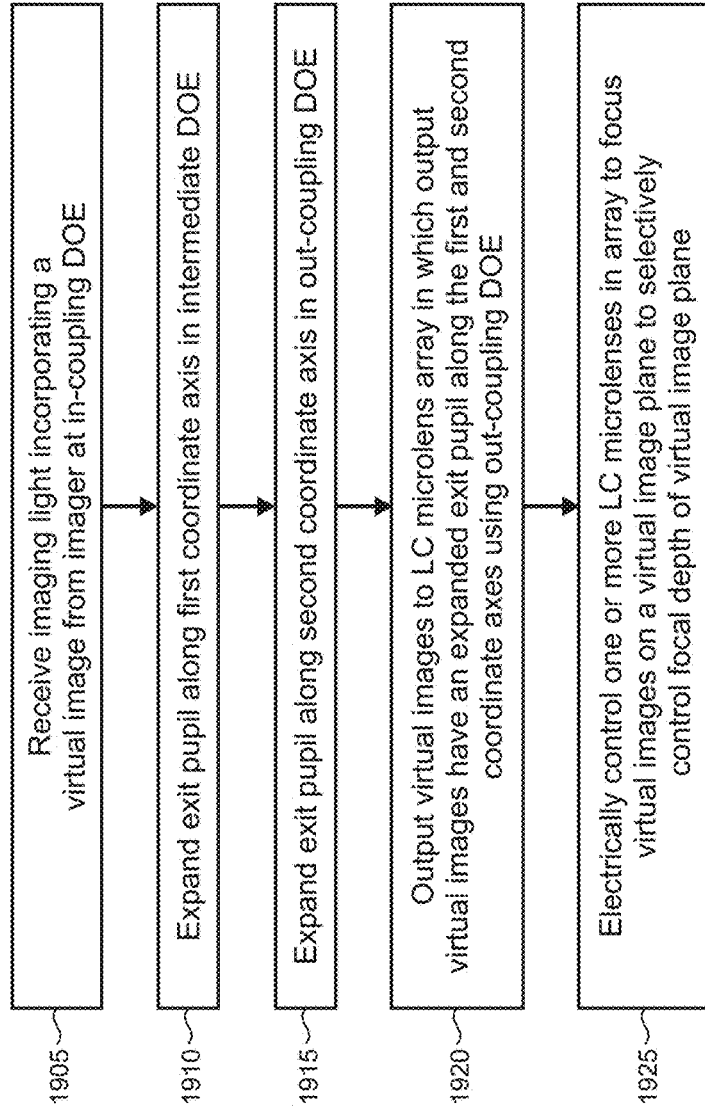 1905
Receive imaging light incorporating a
virtual image from imager at in-coupling DOE
1910
Expand exit pupil along first coordinate axis in intermediate DOE
1915
Expand exit pupil along second coordinate axis in out-coupling DOE
1920
Output virtual images to LC microlens array in which output
virtual images have an expanded exit pupil along the first and second
coordinate axes using out-coupling DOE
1925
Electrically control one or more LC microlenses in array to focus
virtual images on a virtual image plane to selectively
control focal depth of virtual image plane